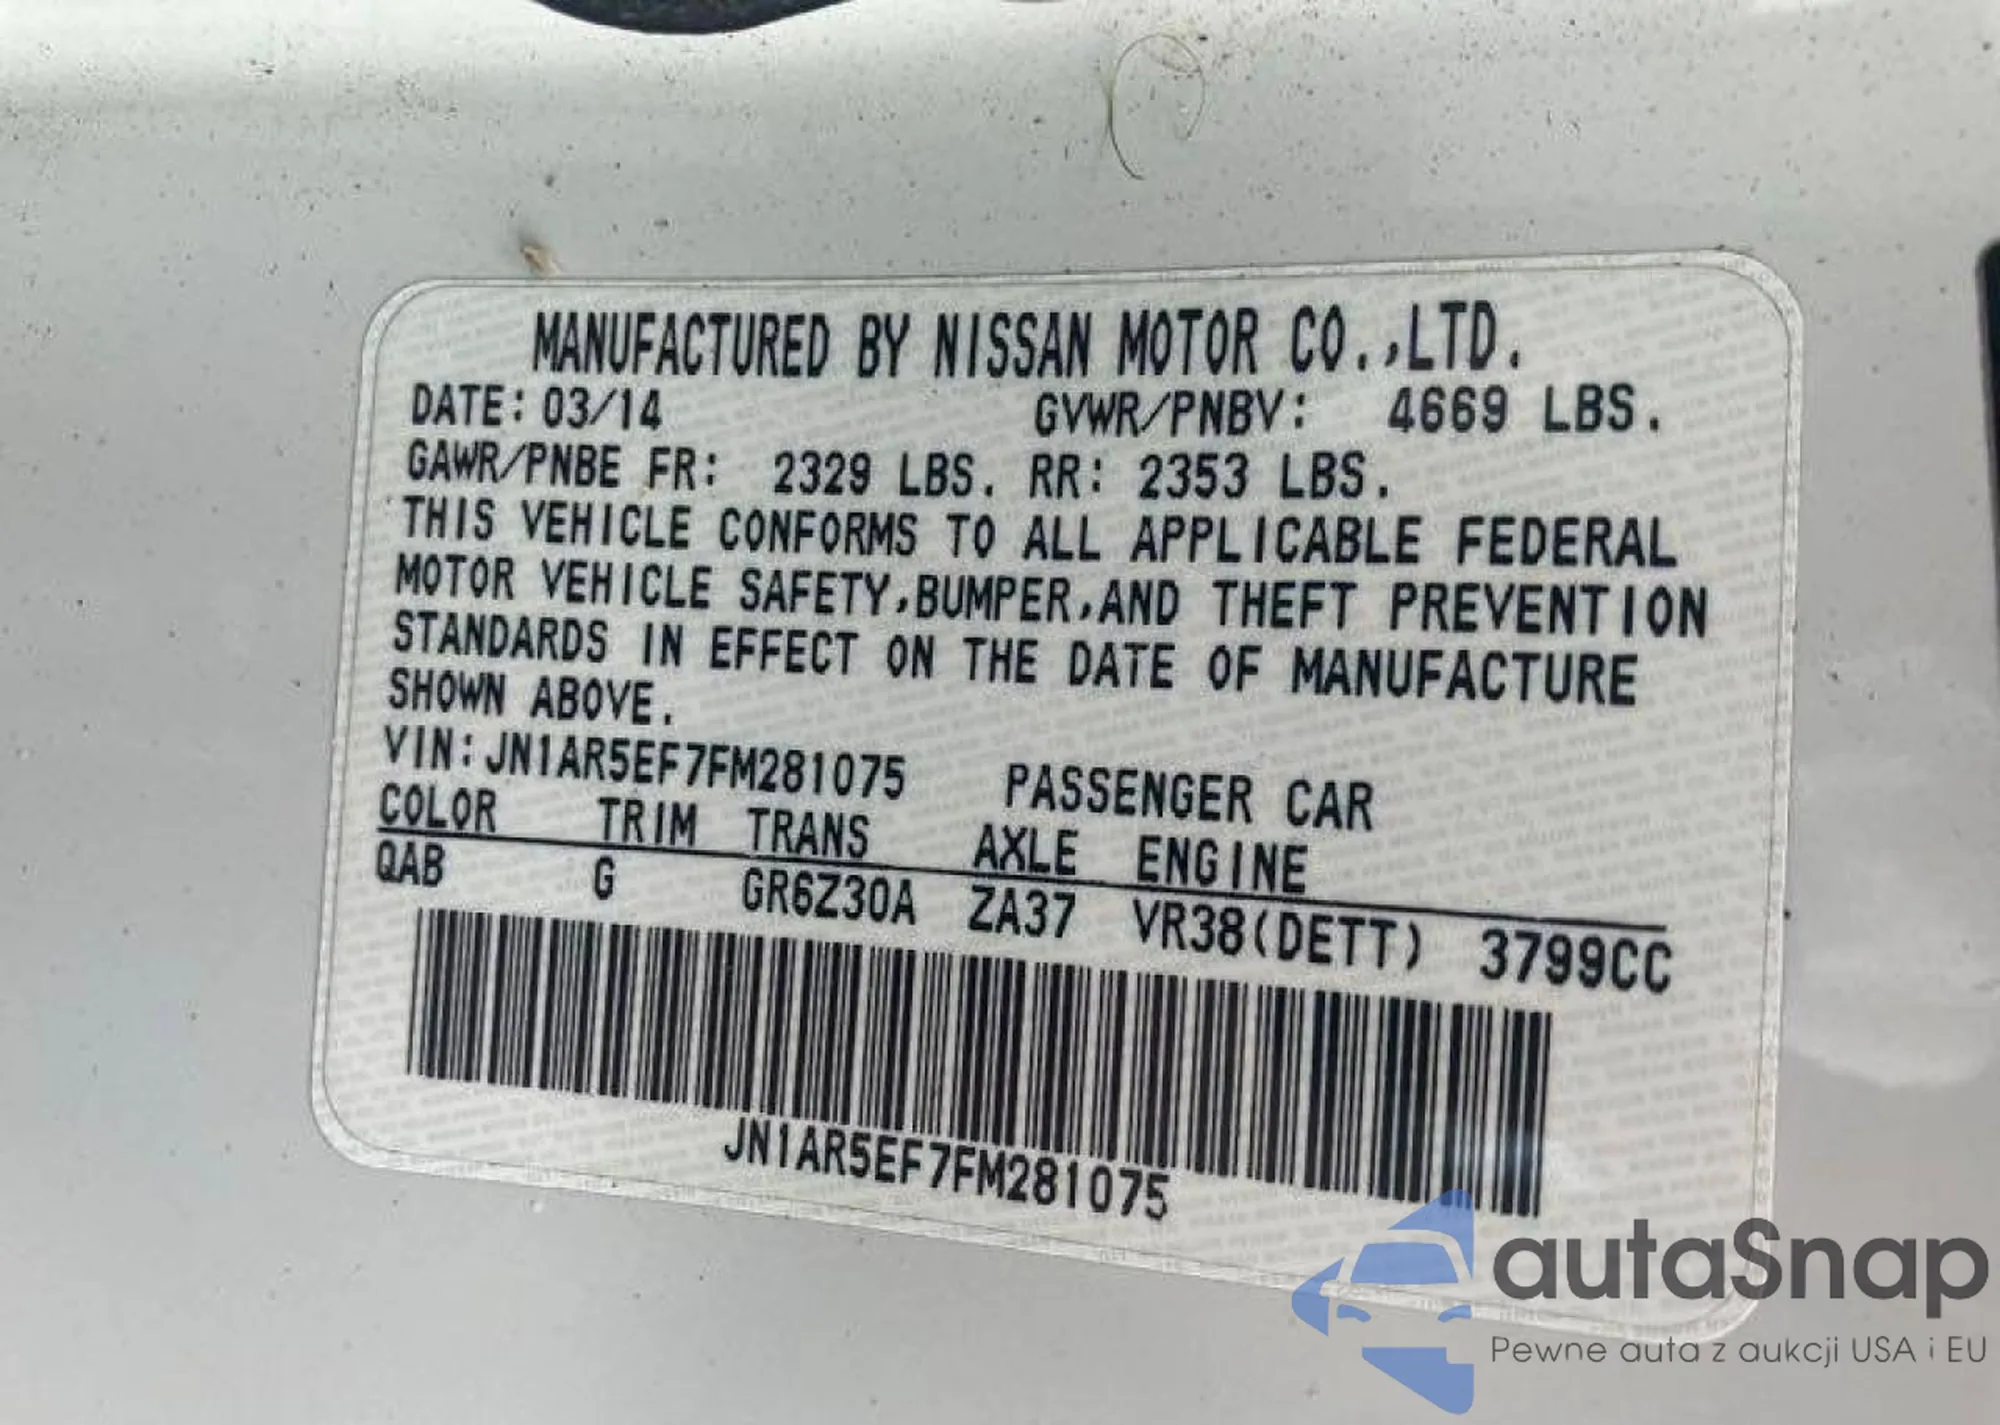 MANUFACTURED BY NISSAN MOTOR CO.,LTD.
DATE: 03/14 GVWR/PNBV: 4669 LBS.
GAWR/PNBE FR: 2329 LBS. RR: 2353 LBS.
THIS VEHICLE CONFORMS TO ALL APPLICABLE FEDERAL
MOTOR VEHICLE SAFETY,BUMPER,AND THEFT PREVENTION
STANDARDS IN EFFECT ON THE DATE OF MANUFACTURE
SHOWN ABOVE.
VIN:JN1AR5EF7FM281075 PASSENGER CAR
COLOR TRIM TRANS AXLE ENGINE
QAB G GR6Z30A ZA37 VR38(DETT) 3799CC
JN1AR5EF7FM281075
autaSnap
Pewne auta z aukcji USA i EU